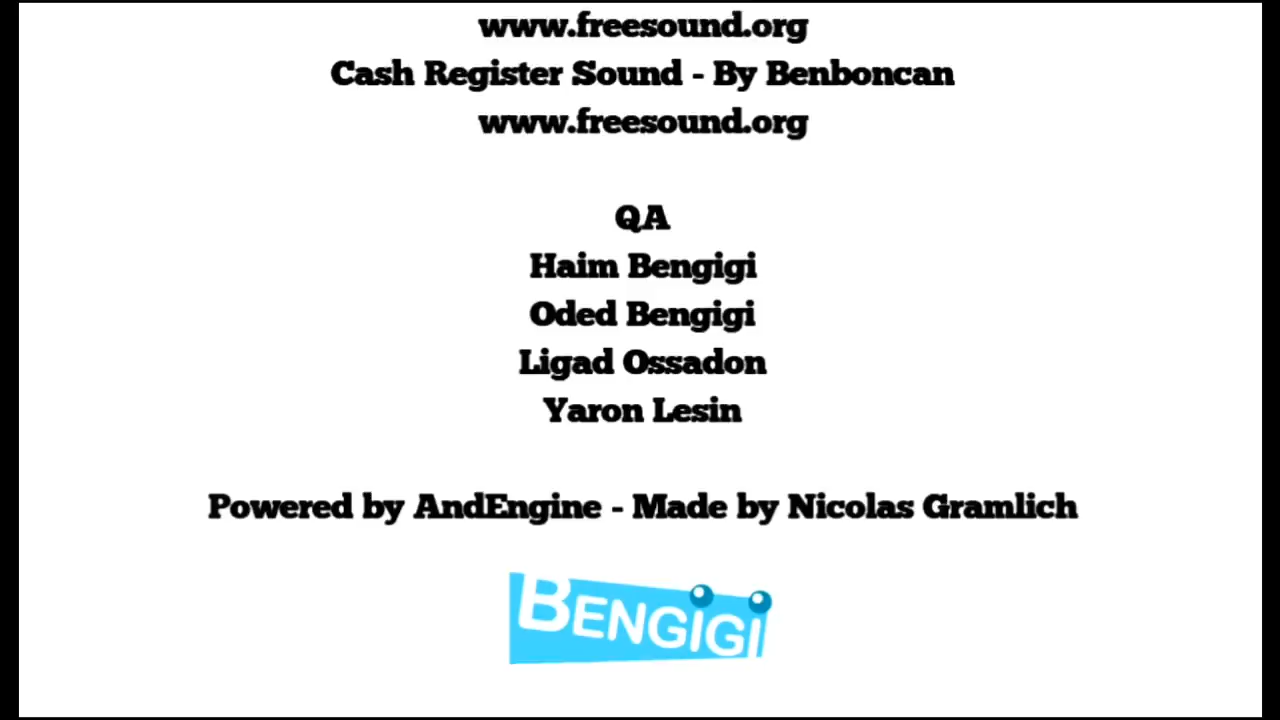 www.freesound.org
Cash Register Sound - By Benboncan
www.freesound.org
QA
Haim Bengigi
Oded Bengigi
Ligad Ossadon
Yaron Lesin
Powered by AndEngine - Made by Nicolas Gramlich
BENGIGI